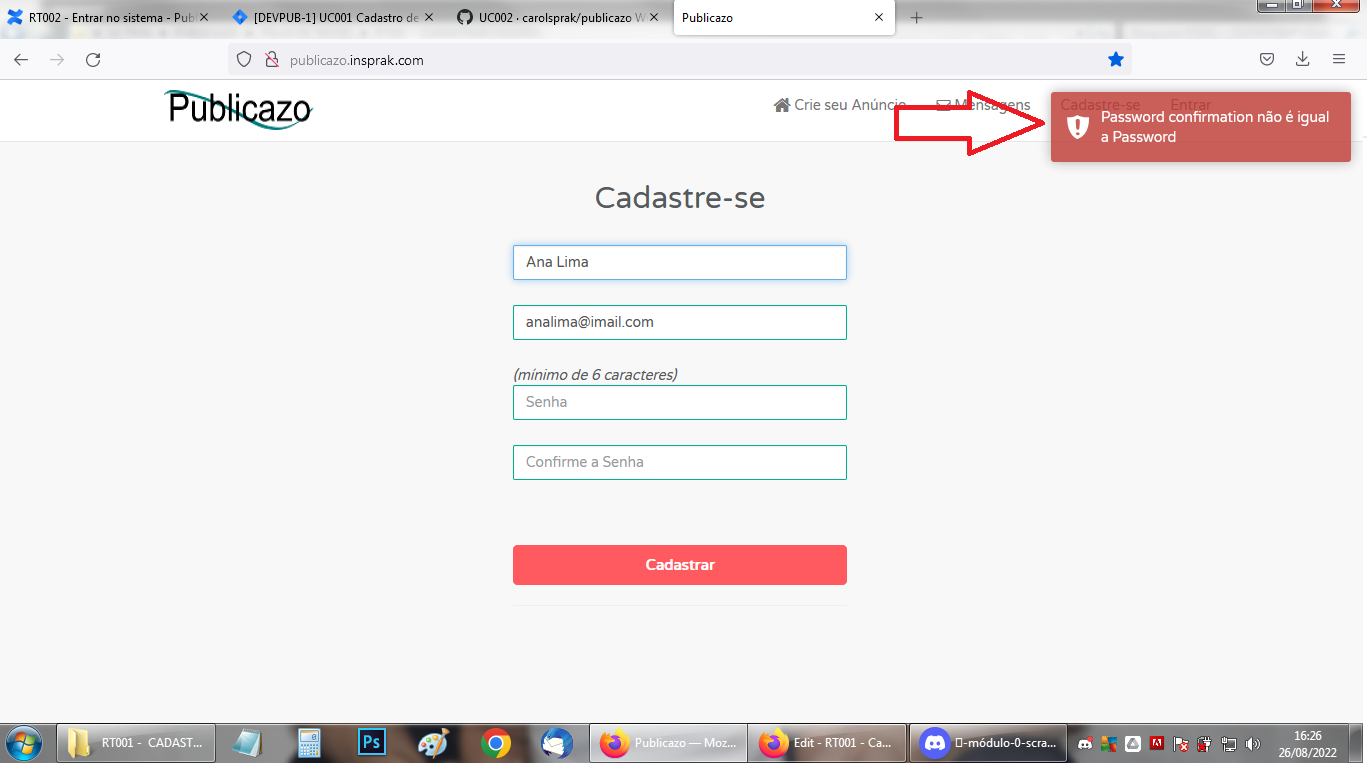 RT002 - Entrar no sistema - Pub
[DEVPUB-1] UC001 Cadastro de
UC002 · carolsprak/publicazo W
Publicazo
publicazo.insprak.com
Publicazo
Crie seu Anúncio
Mensagens
Cadastre-se
Entrar
Password confirmation não é igual
a Password
Cadastre-se
Ana Lima
analima@imail.com
(mínimo de 6 caracteres)
Senha
Confirme a Senha
Cadastrar
RT001 - CADAST...
Ps
Publicazo — Moz...
Edit - RT001 - Ca...
-módulo-0-scra...
16:26
26/08/2022